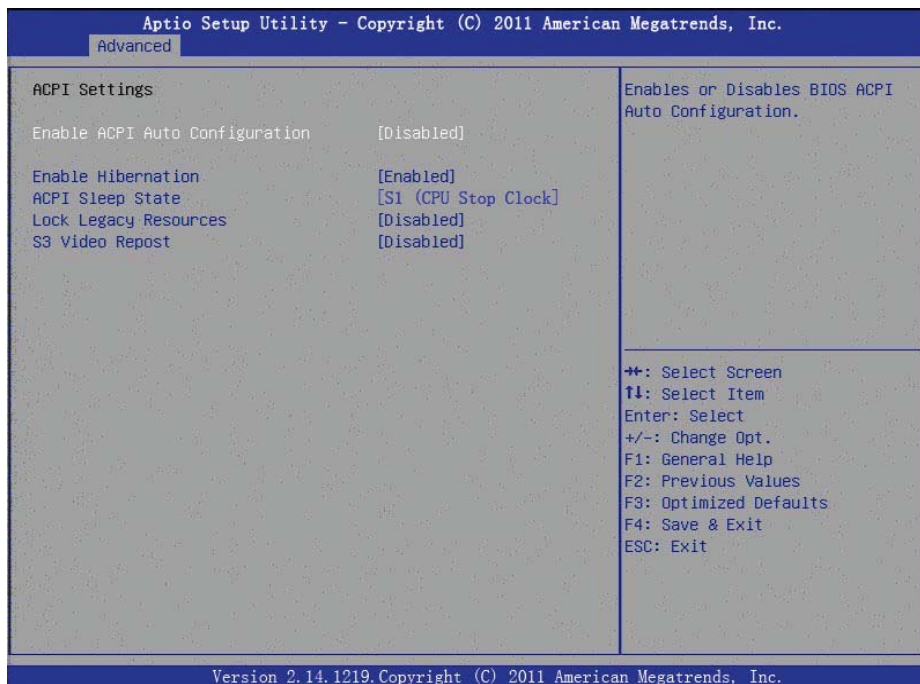 Aptio Setup Utility - Copyright (C) 2011 American Megatrends, Inc.
Advanced
ACPI Settings
Enable ACPI Auto Configuration [Disabled]
Enable Hibernation [Enabled]
ACPI Sleep State [S1 (CPU Stop Clock]
Lock Legacy Resources [Disabled]
S3 Video Repost [Disabled]
Enables or Disables BIOS ACPI
Auto Configuration.
→←: Select Screen
↑↓: Select Item
Enter: Select
+/-: Change Opt.
F1: General Help
F2: Previous Values
F3: Optimized Defaults
F4: Save & Exit
ESC: Exit
Version 2.14.1219.Copyright (C) 2011 American Megatrends, Inc.